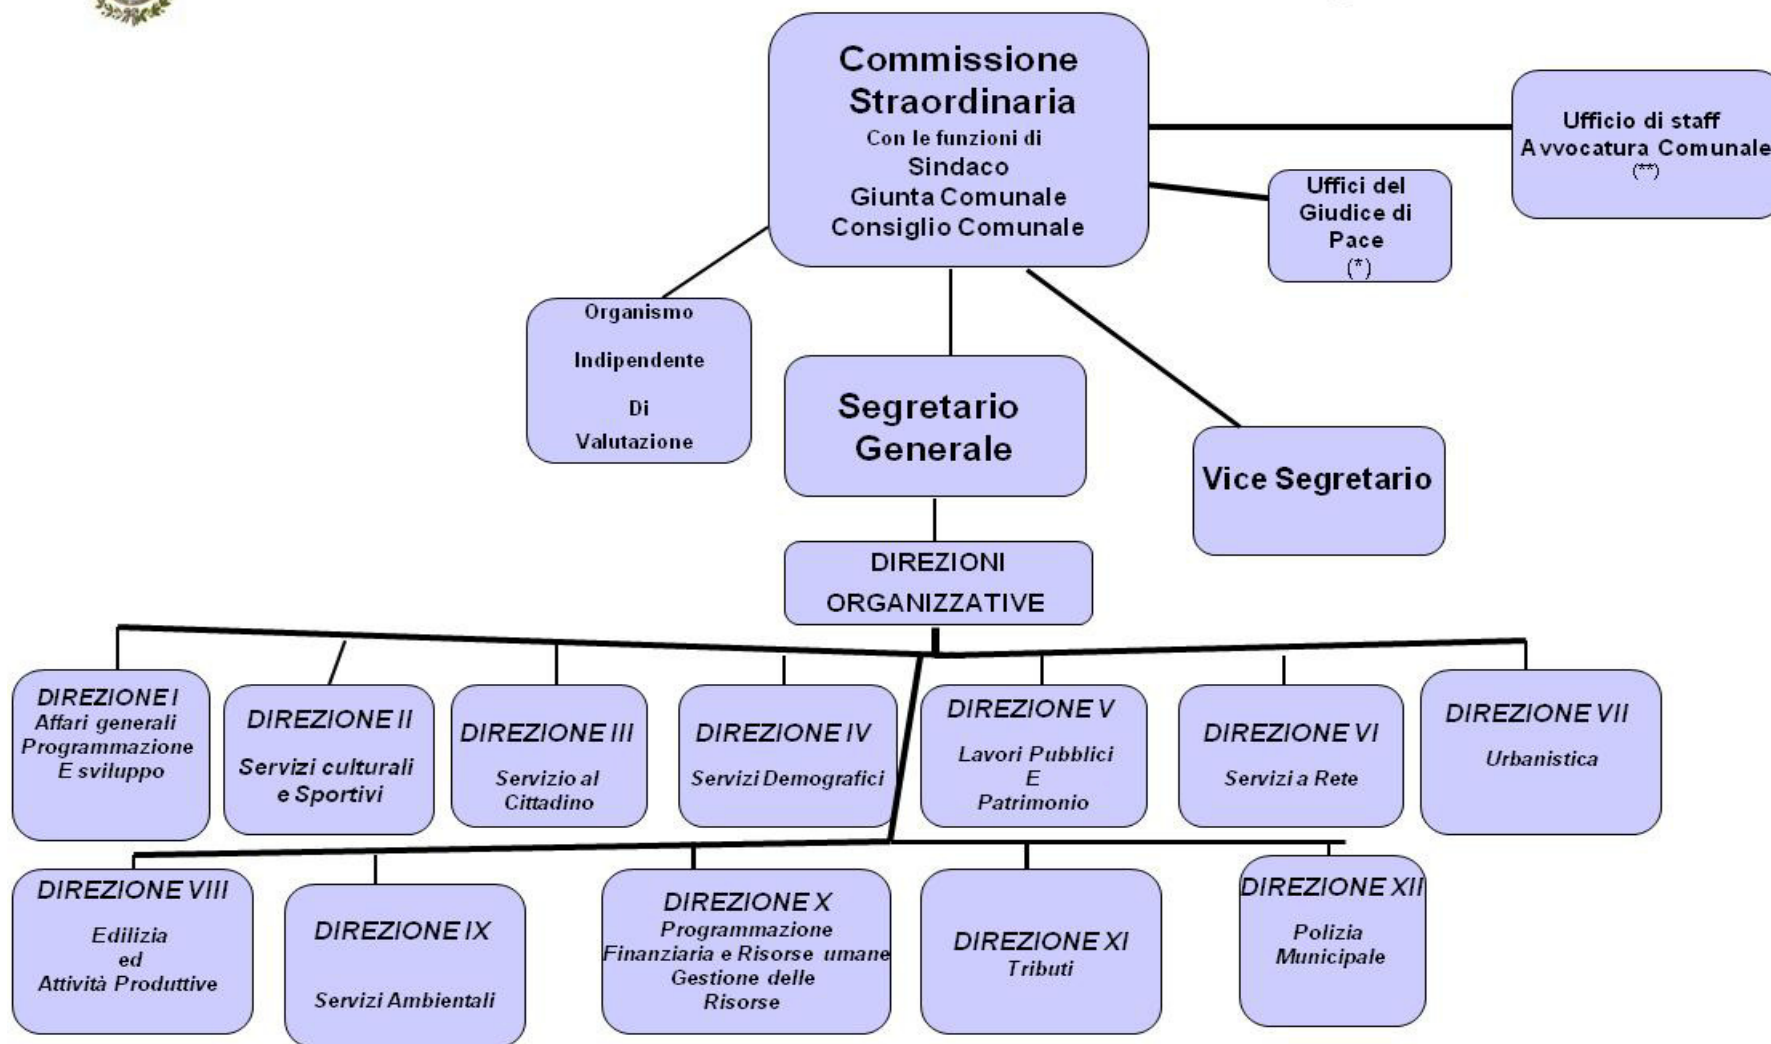 Commissione
Straordinaria
Con le funzioni di
Sindaco
Giunta Comunale
Consiglio Comunale
Ufficio di staff
Avvocatura Comunale
(**)
Uffici del
Giudice di
Pace
(*)
Organismo
Indipendente
Di
Valutazione
Segretario
Generale
Vice Segretario
DIREZIONI
ORGANIZZATIVE
DIREZIONE I
Affari generali
Programmazione
E sviluppo
DIREZIONE II
Servizi culturali
e Sportivi
DIREZIONE III
Servizio al
Cittadino
DIREZIONE IV
Servizi Demografici
DIREZIONE V
Lavori Pubblici
E
Patrimonio
DIREZIONE VI
Servizi a Rete
DIREZIONE VII
Urbanistica
DIREZIONE VIII
Edilizia
ed
Attività Produttive
DIREZIONE IX
Servizi Ambientali
DIREZIONE X
Programmazione
Finanziaria e Risorse umane
Gestione delle
Risorse
DIREZIONE XI
Tributi
DIREZIONE XII
Polizia
Municipale